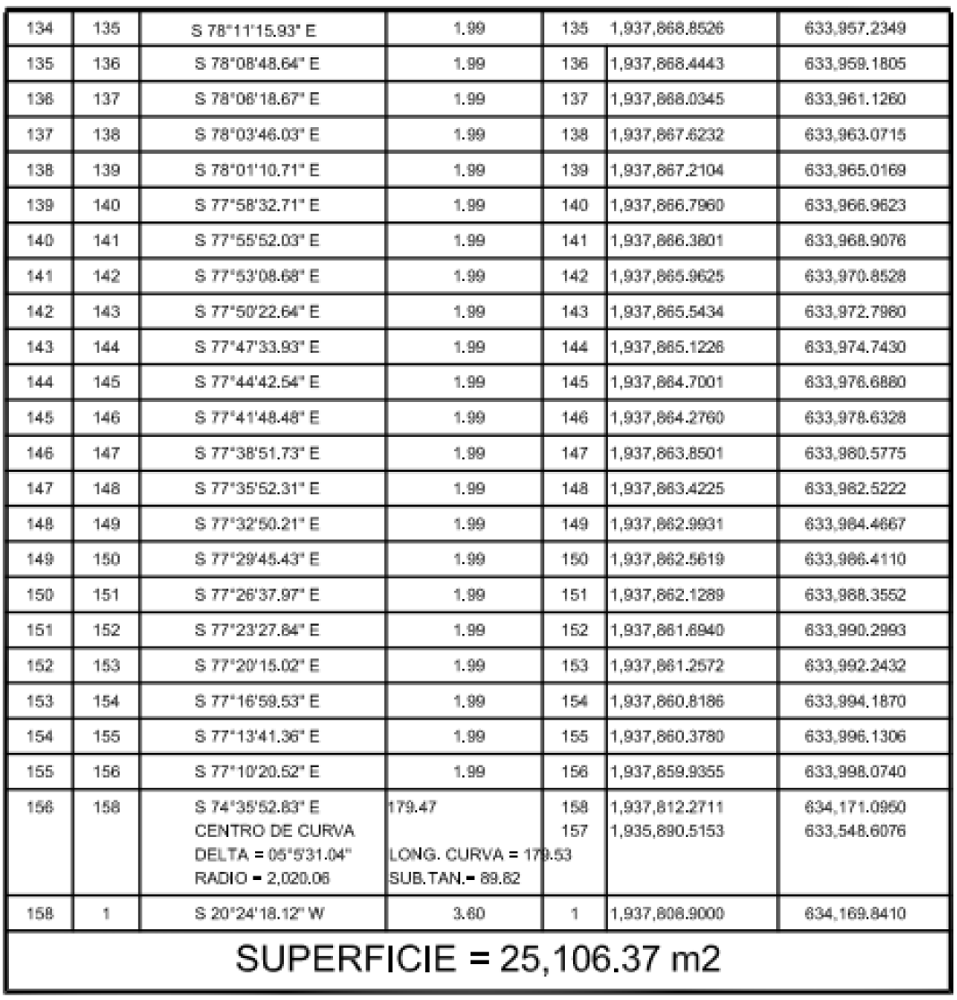 134 135 S 78°11'15.93" E 1.99 135 1,937,868.8526 633,957.2349
135 136 S 78°08'48.64" E 1.99 136 1,937,868.4443 633,959.1805
136 137 S 78°06'18.67" E 1.99 137 1,937,868.0345 633,961.1260
137 138 S 78°03'46.03" E 1.99 138 1,937,867.6232 633,963.0715
138 139 S 78°01'10.71" E 1.99 139 1,937,867.2104 633,965.0169
139 140 S 77°58'32.71" E 1.99 140 1,937,866.7960 633,966.9623
140 141 S 77°55'52.03" E 1.99 141 1,937,866.3801 633,968.9076
141 142 S 77°53'08.68" E 1.99 142 1,937,865.9625 633,970.8528
142 143 S 77°50'22.64" E 1.99 143 1,937,865.5434 633,972.7980
143 144 S 77°47'33.93" E 1.99 144 1,937,865.1226 633,974.7430
144 145 S 77°44'42.54" E 1.99 145 1,937,864.7001 633,976.6880
145 146 S 77°41'48.48" E 1.99 146 1,937,864.2760 633,978.6328
146 147 S 77°38'51.73" E 1.99 147 1,937,863.8501 633,980.5775
147 148 S 77°35'52.31" E 1.99 148 1,937,863.4225 633,982.5222
148 149 S 77°32'50.21" E 1.99 149 1,937,862.9931 633,984.4667
149 150 S 77°29'45.43" E 1.99 150 1,937,862.5619 633,986.4110
150 151 S 77°26'37.97" E 1.99 151 1,937,862.1289 633,988.3552
151 152 S 77°23'27.84" E 1.99 152 1,937,861.6940 633,990.2993
152 153 S 77°20'15.02" E 1.99 153 1,937,861.2572 633,992.2432
153 154 S 77°16'59.53" E 1.99 154 1,937,860.8186 633,994.1870
154 155 S 77°13'41.36" E 1.99 155 1,937,860.3780 633,996.1306
155 156 S 77°10'20.52" E 1.99 156 1,937,859.9355 633,998.0740
156 158 S 74°35'52.83" E 179.47 158 1,937,812.2711 634,171.0950
CENTRO DE CURVA 157 1,935,890.5153 633,548.6076
DELTA = 05°5'31.04" LONG. CURVA = 179.53
RADIO = 2,020.06 SUB.TAN.= 89.82
158 1 S 20°24'18.12" W 3.60 1 1,937,808.9000 634,169.8410
SUPERFICIE = 25,106.37 m2